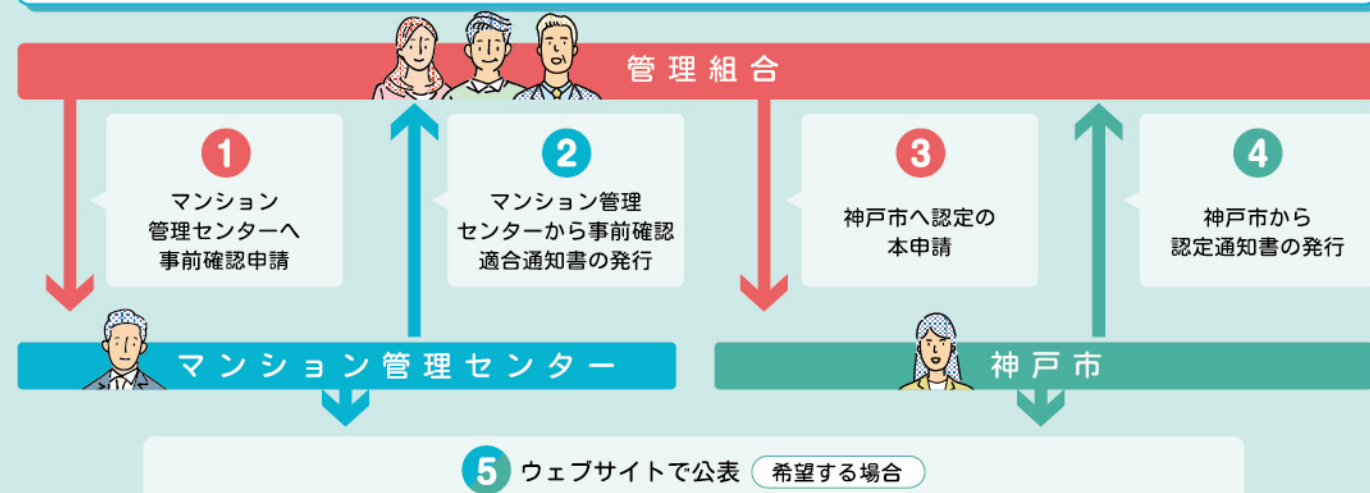 管理組合
1
マンション
管理センターへ
事前確認申請
2
マンション管理
センターから事前確認
適合通知書の発行
3
神戸市へ認定の
本申請
4
神戸市から
認定通知書の発行
マンション管理センター
神戸市
5 ウェブサイトで公表 希望する場合